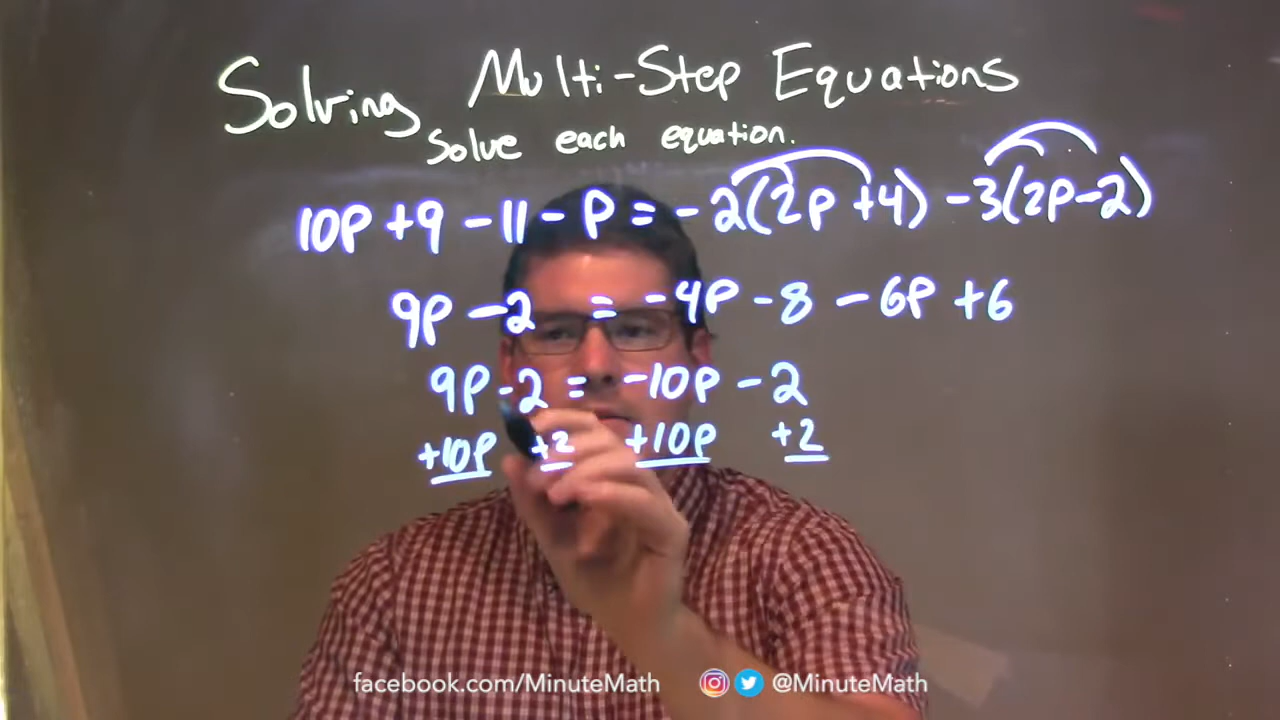 Solving Multi-Step Equations
Solve each equation.
10p + 9 - 11 - p = - 2(2p + 4) - 3(2p - 2)
9p - 2 = -4p - 8 - 6p + 6
9p - 2 = -10p - 2
+10p +2 +10p +2
facebook.com/MinuteMath @MinuteMath